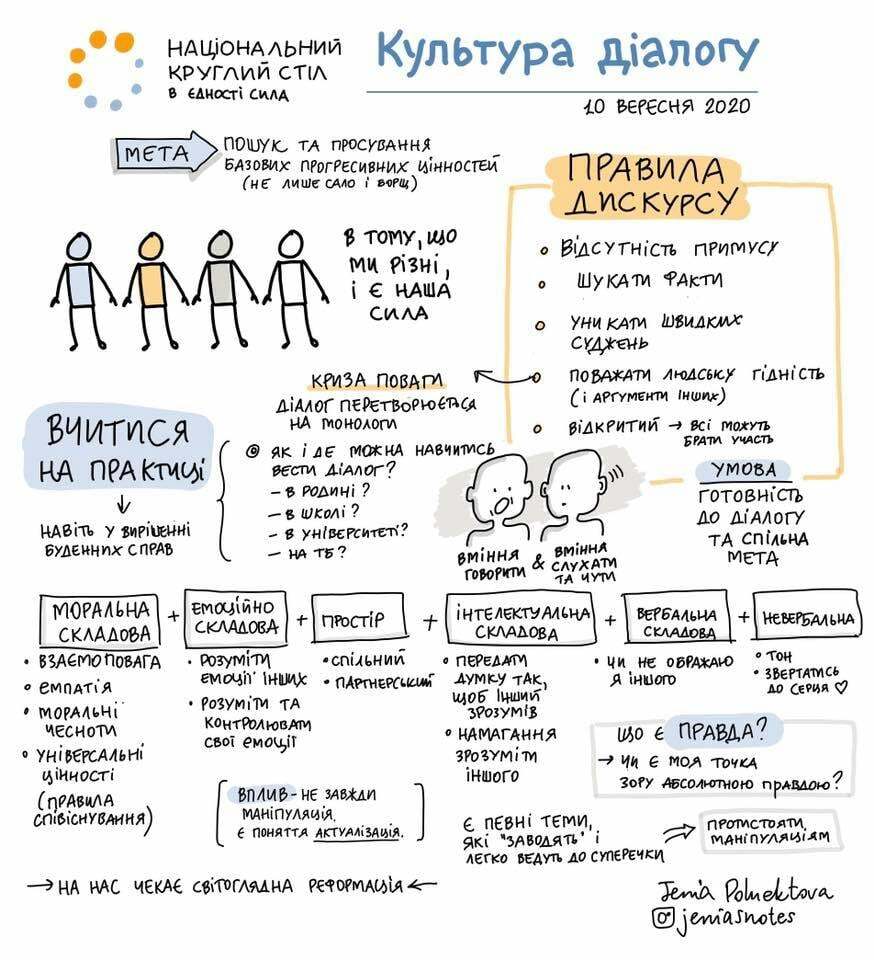 НАЦІОНАЛЬНИЙ
КРУГЛИЙ СТІЛ
В ЄДНОСТІ СИЛА
Культура діалогу
10 ВЕРЕСНЯ 2020
МЕТА
ПОШУК ТА ПРОСУВАННЯ
БАЗОВИХ ПРОГРЕСИВНИХ ЦІННОСТЕЙ
(НЕ ЛИШЕ САЛО І БОРЩ)
В ТОМУ, ЩО
МИ РІЗНІ,
І Є НАША
СИЛА
ПРАВИЛА
ДИСКУРСУ
• ВІДСУТНІСТЬ ПРИМУСУ
• ШУКАТИ ФАКТИ
• УНИКАТИ ШВИДКИХ
СУДЖЕНЬ
• ПОВАЖАТИ ЛЮДСЬКУ ГІДНІСТЬ
(І АРГУМЕНТИ ІНШИХ)
• ВІДКРИТИЙ → ВСІ МОЖУТЬ
БРАТИ УЧАСТЬ
КРИЗА ПОВАГИ
ДІАЛОГ ПЕРЕТВОРЮЄТЬСЯ
НА МОНОЛОГИ
УМОВА
ГОТОВНІСТЬ
ДО ДІАЛОГУ
ТА СПІЛЬНА
МЕТА
ВЧИТИСЯ
НА ПРАКТИЦІ
↓
НАВІТЬ У ВИРІШЕННІ
БУДЕННИХ СПРАВ
ЯК І ДЕ МОЖНА НАВЧИТИСЬ
ВЕСТИ ДІАЛОГ?
– В РОДИНІ?
– В ШКОЛІ?
– В УНІВЕРСИТЕТІ?
– НА ТБ?
ВМІННЯ
ГОВОРИТИ
&
ВМІННЯ
СЛУХАТИ
ТА ЧУТИ
МОРАЛЬНА
СКЛАДОВА
• ВЗАЄМОПОВАГА
• ЕМПАТІЯ
• МОРАЛЬНІ
ЧЕСНОТИ
• УНІВЕРСАЛЬНІ
ЦІННОСТІ
(ПРАВИЛА
СПІВІСНУВАННЯ)
+
ЕМОЦІЙНО
СКЛАДОВА
• РОЗУМІТИ
ЕМОЦІЇ ІНШИХ
• РОЗУМІТИ ТА
КОНТРОЛЮВАТИ
СВОЇ ЕМОЦІЇ
+
ПРОСТІР
• СПІЛЬНИЙ
• ПАРТНЕРСЬКИЙ
+
ІНТЕЛЕКТУАЛЬНА
СКЛАДОВА
• ПЕРЕДАТИ
ДУМКУ ТАК,
ЩОБ ІНШИЙ
ЗРОЗУМІВ
• НАМАГАННЯ
ЗРОЗУМІТИ
ІНШОГО
+
ВЕРБАЛЬНА
СКЛАДОВА
• ЧИ НЕ ОБРАЖАЮ
Я ІНШОГО
+
НЕВЕРБАЛЬНА
• ТОН
• ЗВЕРТАТИСЬ
ДО СЕРЦЯ ♡
ЩО Є ПРАВДА?
→ ЧИ Є МОЯ ТОЧКА
ЗОРУ АБСОЛЮТНОЮ ПРАВДОЮ?
ВПЛИВ – НЕ ЗАВЖДИ
МАНІПУЛЯЦІЯ,
Є ПОНЯТТЯ АКТУАЛІЗАЦІЯ.
Є ПЕВНІ ТЕМИ,
ЯКІ "ЗАВОДЯТЬ" І
ЛЕГКО ВЕДУТЬ ДО СУПЕРЕЧКИ
ПРОТИСТОЯТИ
МАНІПУЛЯЦІЯМ
→ НА НАС ЧЕКАЄ СВІТОГЛЯДНА РЕФОРМАЦІЯ ←
Jenia Poluektova
jeniasnotes